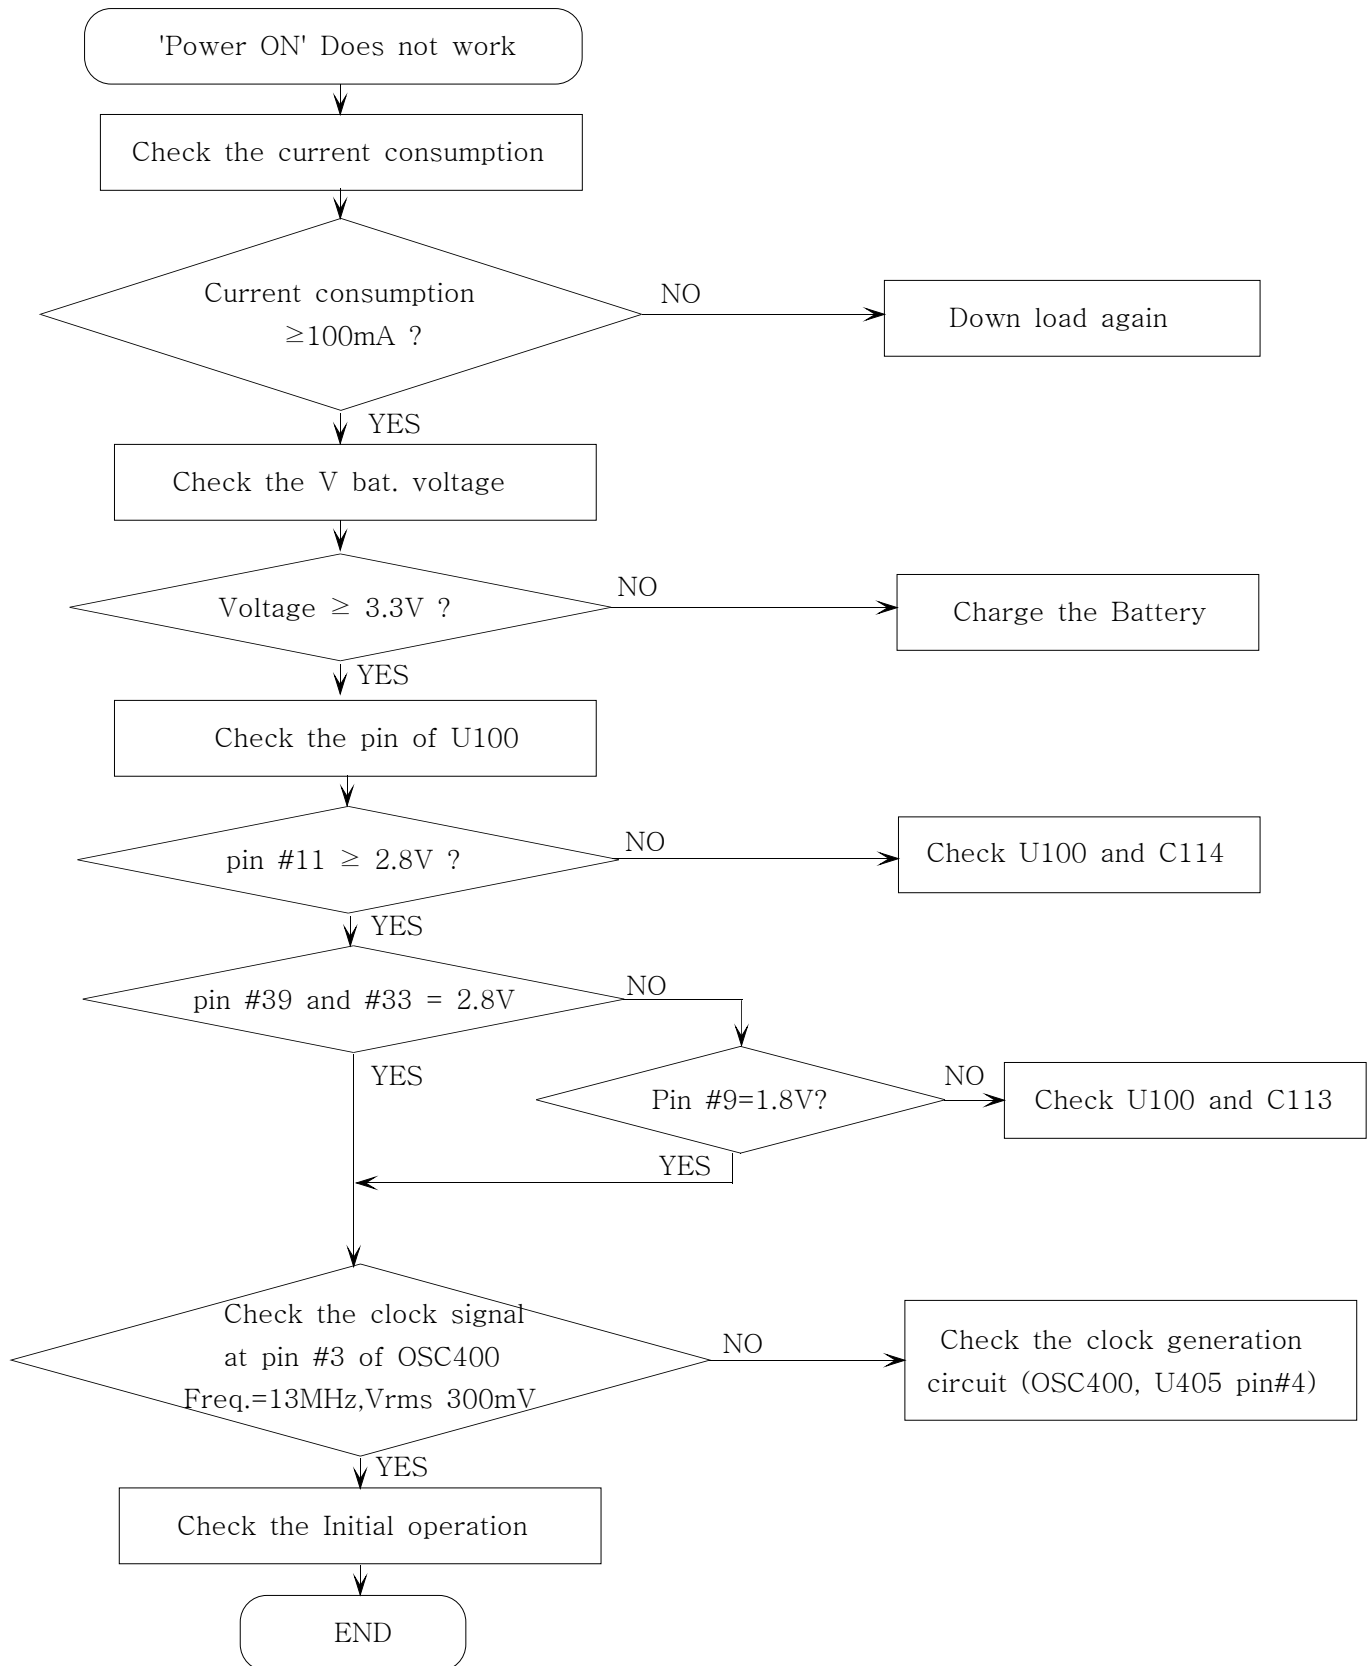 'Power ON' Does not work
Check the current consumption
Current consumption
≥100mA ?
NO
Down load again
YES
Check the V bat. voltage
Voltage ≥ 3.3V ?
NO
Charge the Battery
YES
Check the pin of U100
pin #11 ≥ 2.8V ?
NO
Check U100 and C114
YES
pin #39 and #33 = 2.8V
NO
YES
Pin #9=1.8V?
NO
Check U100 and C113
YES
Check the clock signal
at pin #3 of OSC400
Freq.=13MHz,Vrms 300mV
NO
Check the clock generation
circuit (OSC400, U405 pin#4)
YES
Check the Initial operation
END